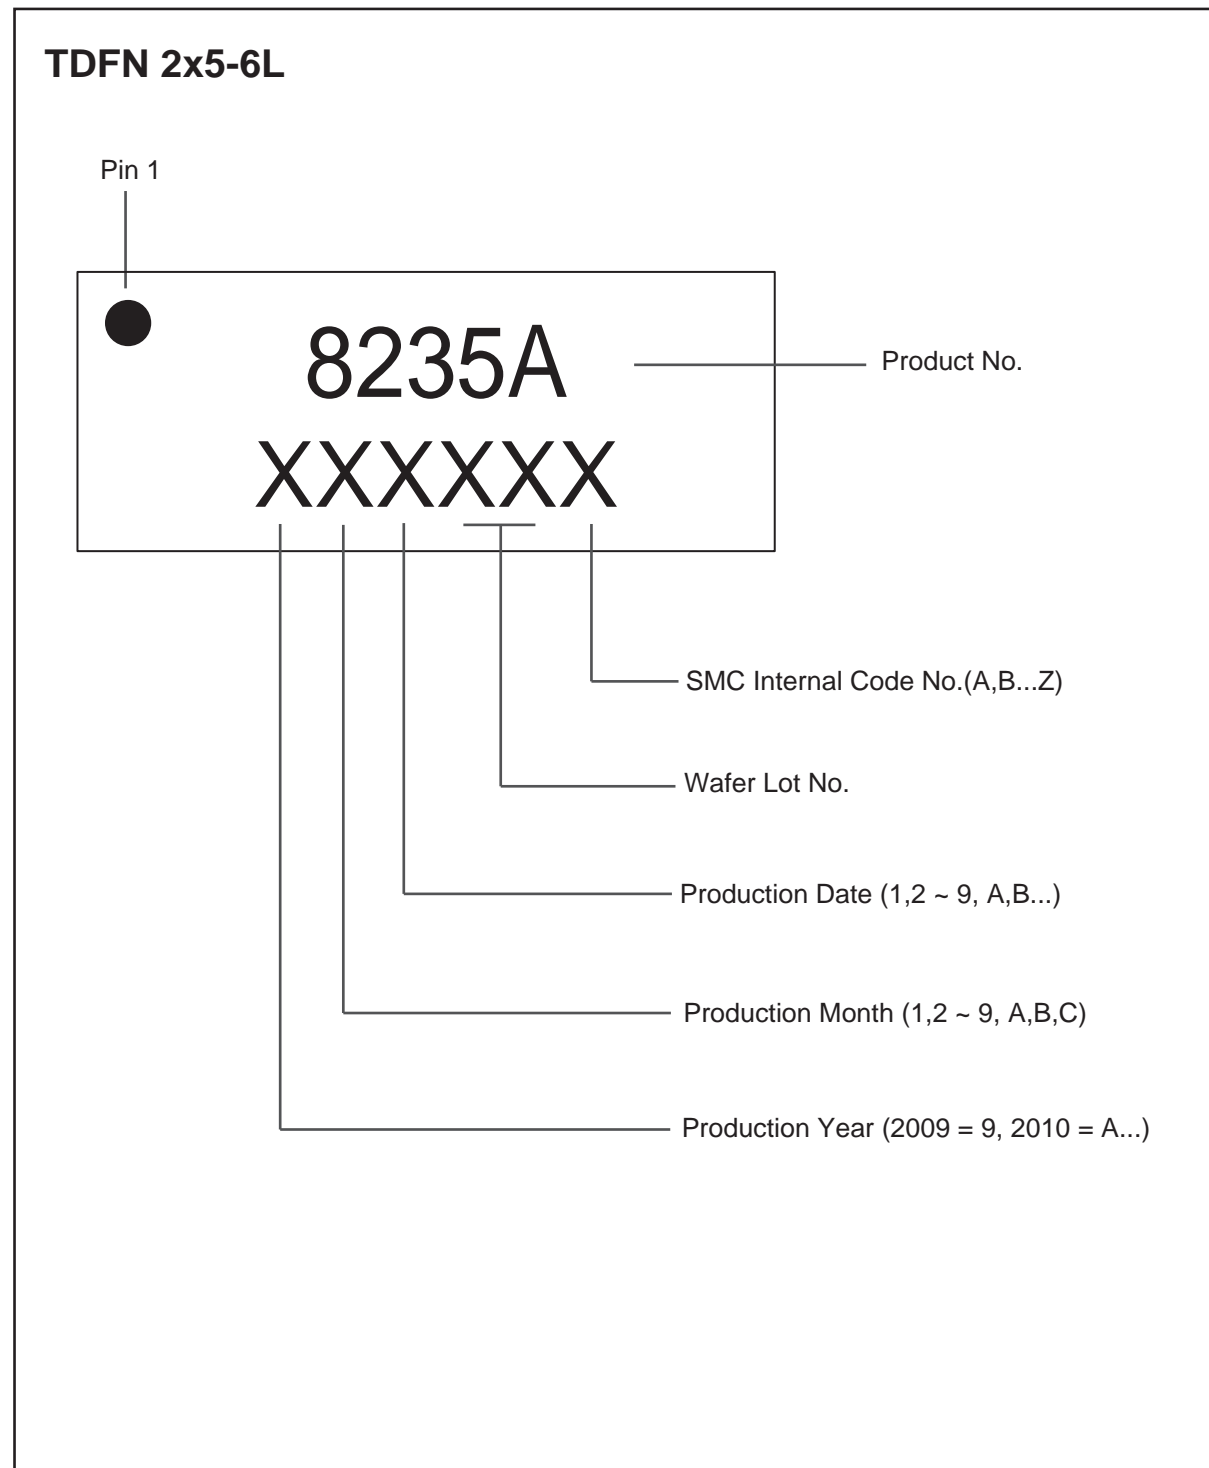 TDFN 2x5-6L
Pin 1
8235A
Product No.
XXXXXX
SMC Internal Code No.(A,B...Z)
Wafer Lot No.
Production Date (1,2 ~ 9, A,B...)
Production Month (1,2 ~ 9, A,B,C)
Production Year (2009 = 9, 2010 = A...)